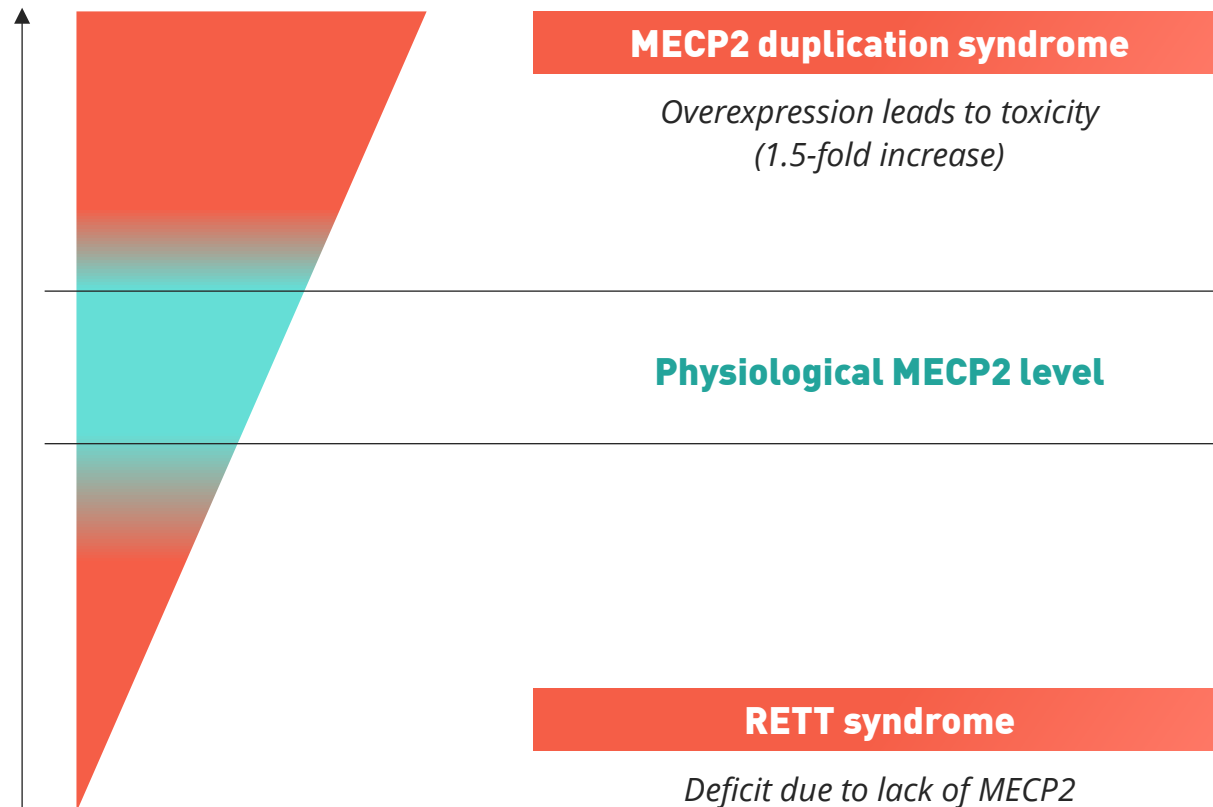 MECP2 duplication syndrome
Overexpression leads to toxicity
(1.5-fold increase)
Physiological MECP2 level
RETT syndrome
Deficit due to lack of MECP2